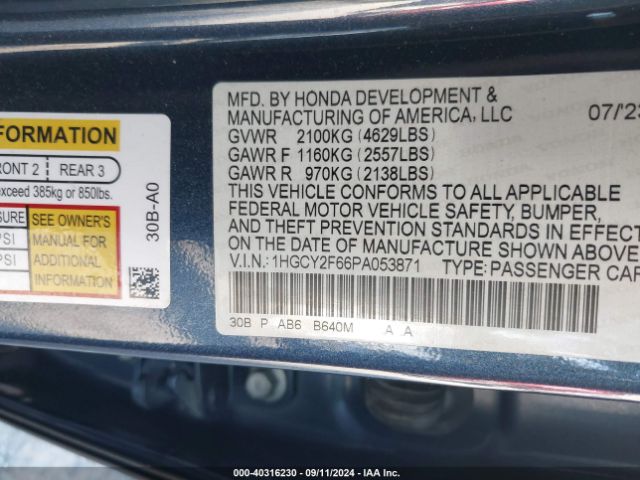 FORMATION
RONT 2 REAR 3
exceed 385kg or 850lbs.
SURE
PSI
PSI
SEE OWNER'S
MANUAL FOR
ADDITIONAL
INFORMATION
30B-A0
MFD. BY HONDA DEVELOPMENT &
MANUFACTURING OF AMERICA, LLC 07/'23
GVWR 2100KG (4629LBS)
GAWR F 1160KG (2557LBS)
GAWR R 970KG (2138LBS)
THIS VEHICLE CONFORMS TO ALL APPLICABLE
FEDERAL MOTOR VEHICLE SAFETY, BUMPER,
AND THEFT PREVENTION STANDARDS IN EFFECT
ON THE DATE OF MANUFACTURE SHOWN ABOVE
V.I.N.: 1HGCY2F66PA053871 TYPE: PASSENGER CAR
30B P AB6 B640M A A
000-40316230 - 09/11/2024 - IAA Inc.